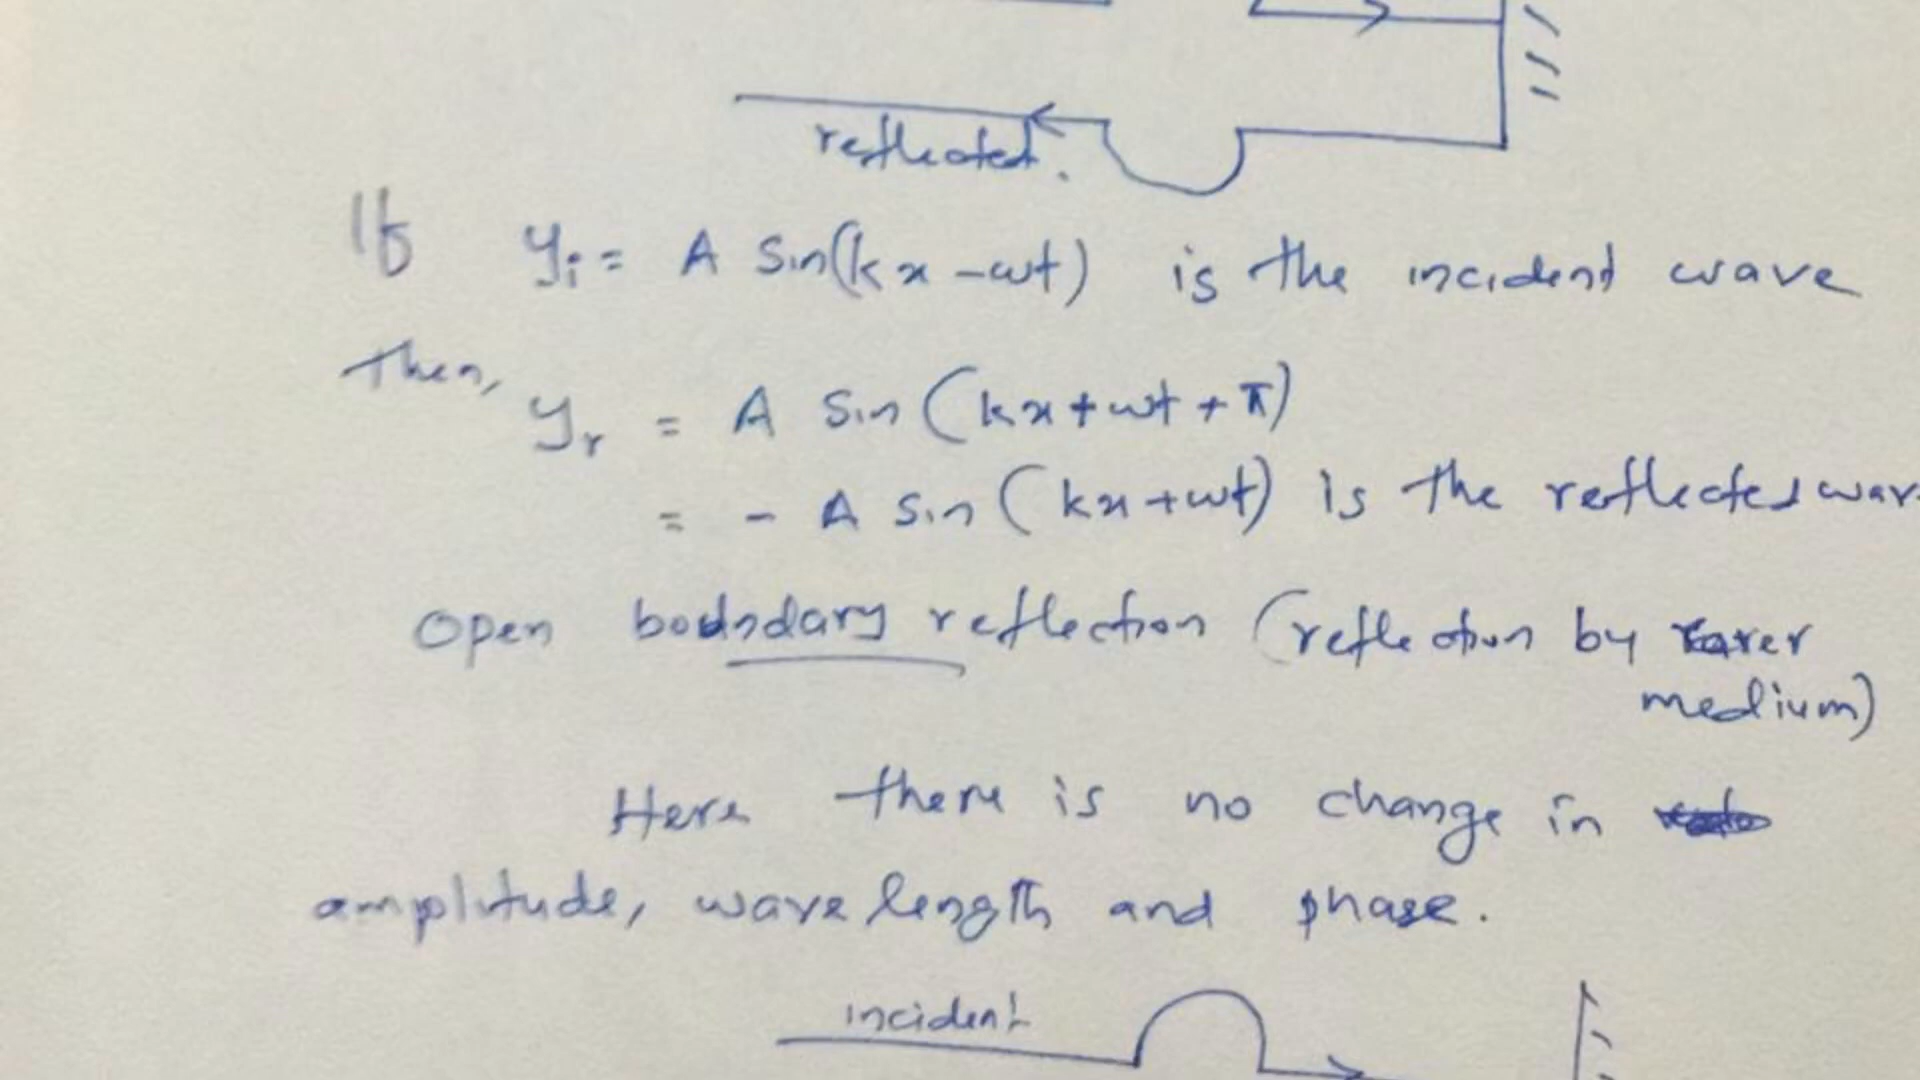 reflected.
If yi = A Sin(kx - ωt) is the incident wave
Then,
yr = A Sin (kx + ωt + π)
= - A Sin (kx + ωt) is the reflected wav
Open boundary reflection (reflection by rarer
medium)
Here there is no change in
amplitude, wave length and phase.
incident